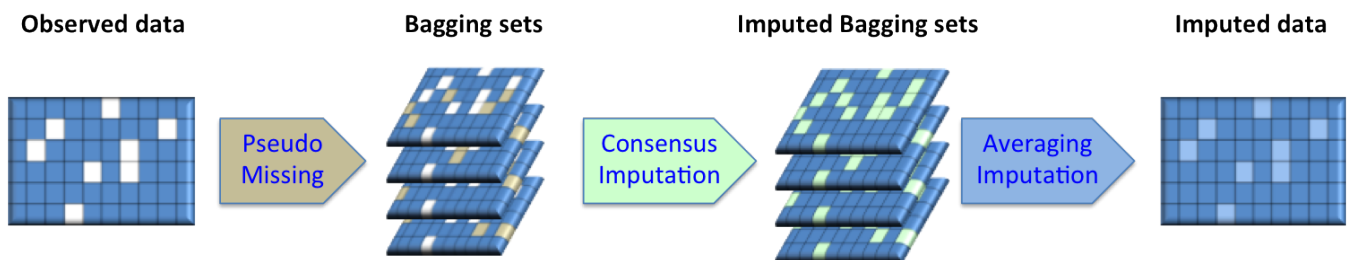 Observed data
Bagging sets
Imputed Bagging sets
Imputed data
Pseudo
Missing
Consensus
Imputation
Averaging
Imputation